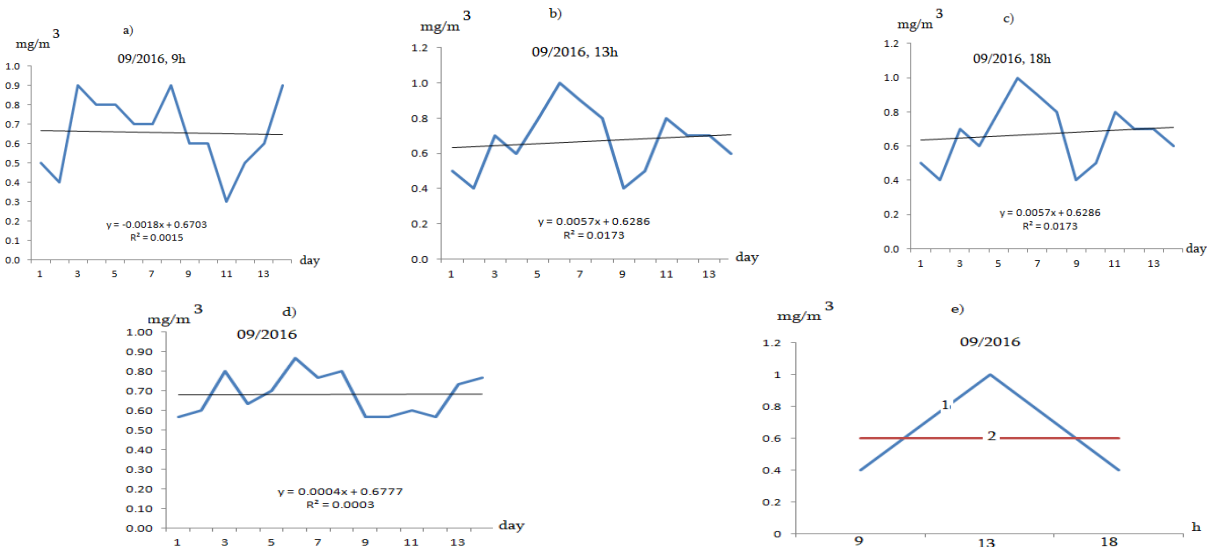 a)
mg/m 3
09/2016, 9h
1.0
0.9
0.8
0.7
0.6
0.5
0.4
0.3
0.2
0.1
0.0
y = -0.0018x + 0.6703
R² = 0.0015
1 3 5 7 9 11 13
day
b)
mg/m 3
09/2016, 13h
1.2
1.0
0.8
0.6
0.4
0.2
0.0
y = 0.0057x + 0.6286
R² = 0.0173
1 3 5 7 9 11 13
day
c)
mg/m 3
09/2016, 18h
1.2
1.0
0.8
0.6
0.4
0.2
0.0
y = 0.0057x + 0.6286
R² = 0.0173
1 3 5 7 9 11 13
day
d)
mg/m 3
09/2016
1.00
0.90
0.80
0.70
0.60
0.50
0.40
0.30
0.20
0.10
0.00
y = 0.0004x + 0.6777
R² = 0.0003
1 3 5 7 9 11 13
day
e)
mg/m 3
09/2016
1.2
1
0.8
0.6
0.4
0.2
0
1
2
9 13 18
h